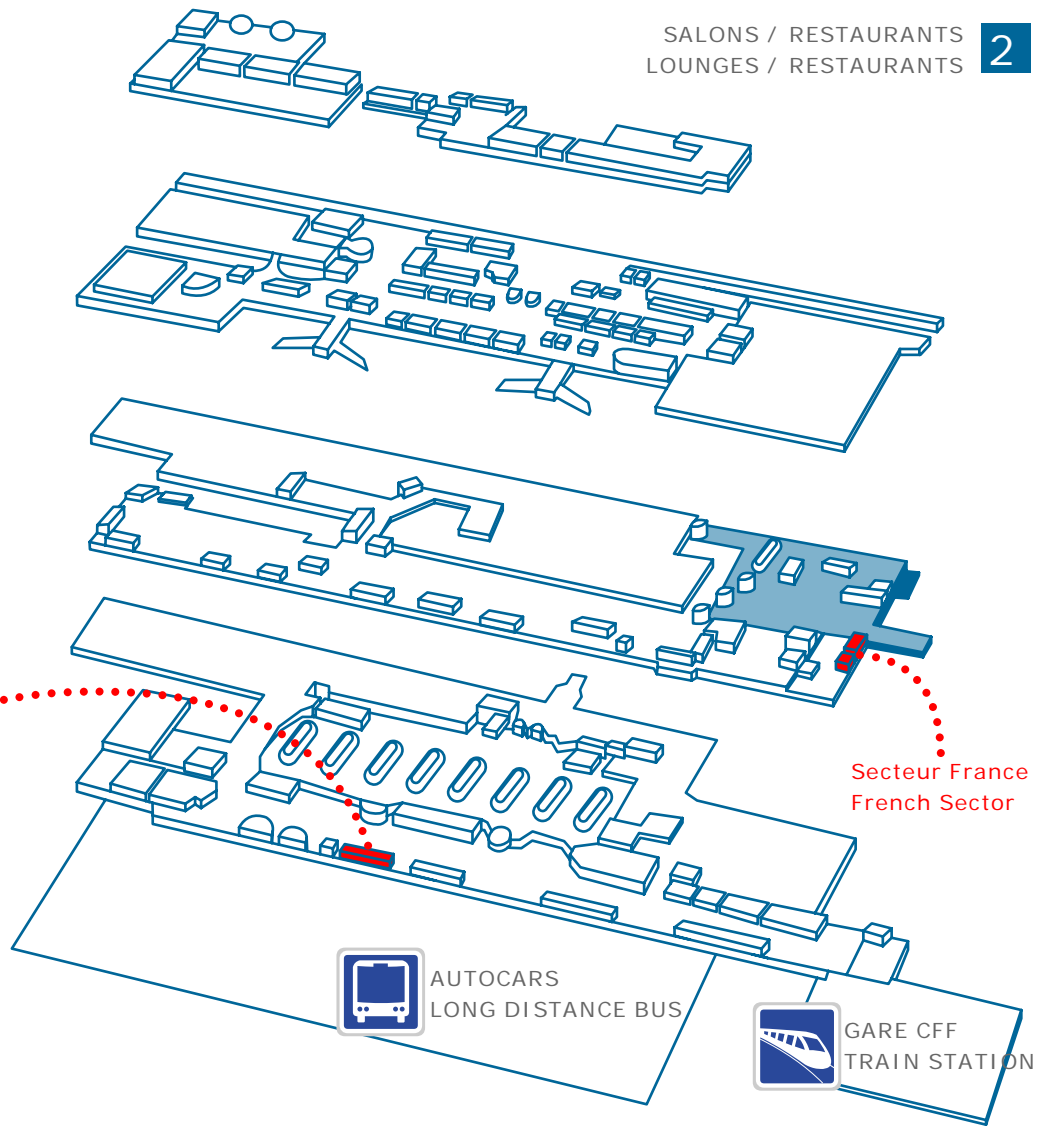 SALONS / RESTAURANTS
LOUNGES / RESTAURANTS
2
Secteur France
French Sector
AUTOCARS
LONG DISTANCE BUS
GARE CFF
TRAIN STATION